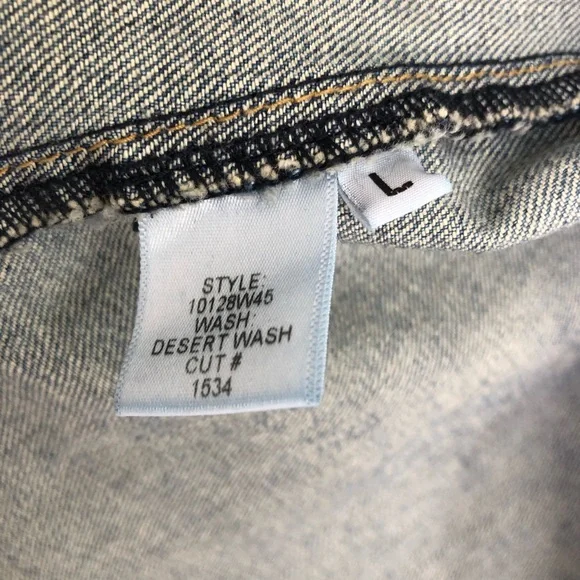 STYLE:
10128W45
WASH:
DESERT WASH
CUT #
1534
L